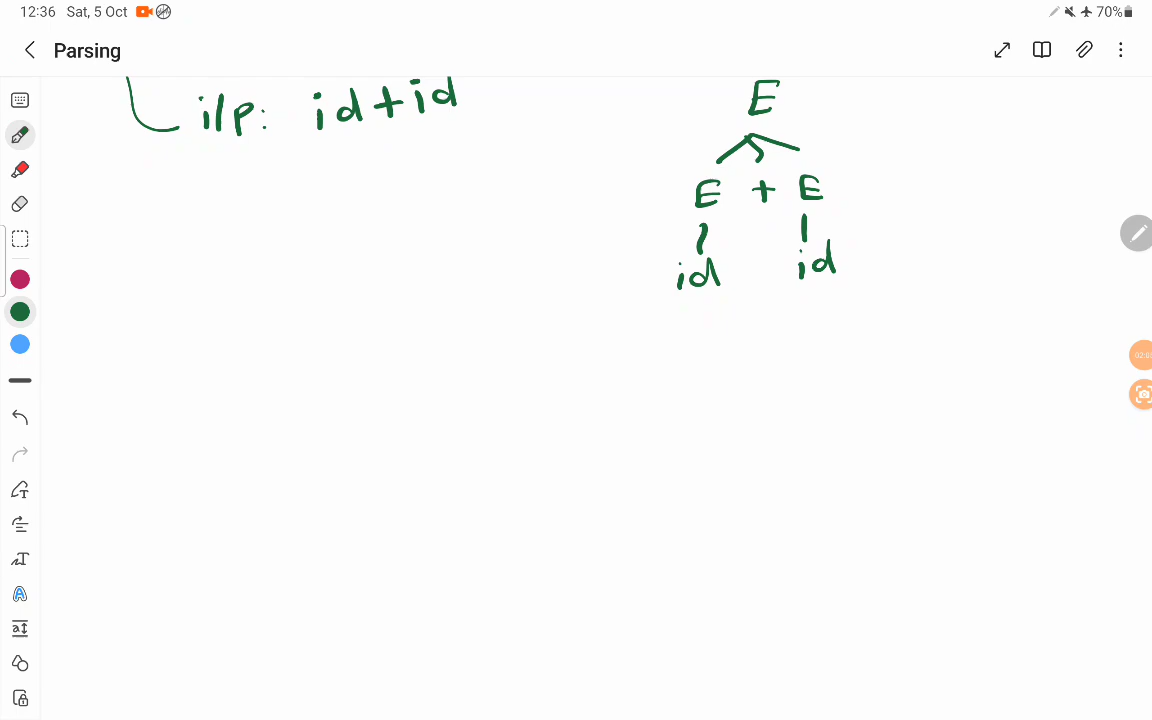 12:36 Sat, 5 Oct 70%
Parsing
i/p: id + id
E
E + E
id id